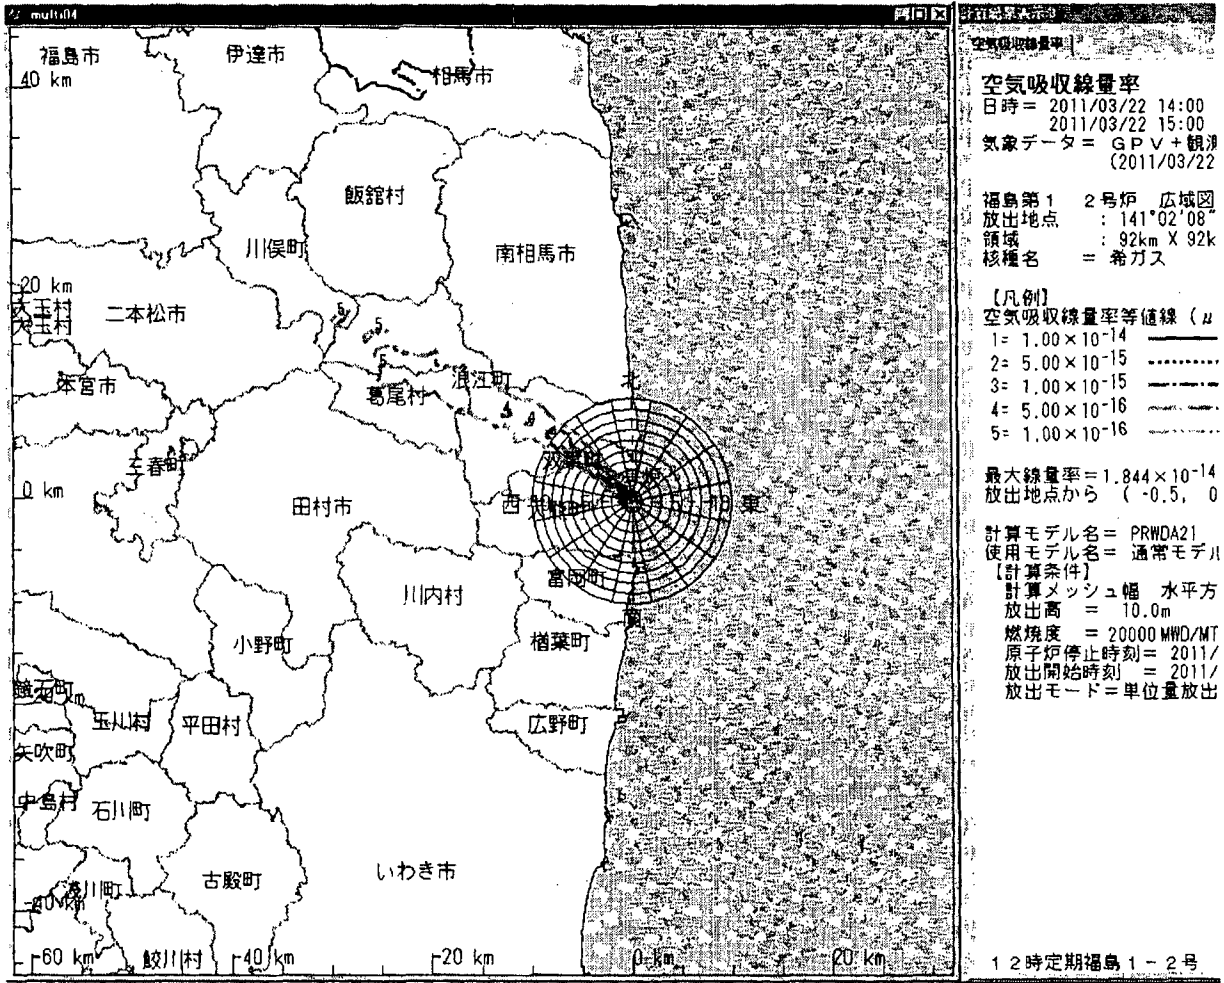 multi04
福島市
伊達市
相馬市
40 km
飯舘村
川俣町
南相馬市
20 km
大玉村
大玉村
二本松市
本宮市
葛尾村
浪江町
北
三春町
双葉町
0 km
田村市
西
東
富岡町
川内村
南
小野町
楢葉町
鏡石町
玉川村
平田村
広野町
矢吹町
中島村
石川町
浅川町
古殿町
いわき市
-40 km
-60 km
鮫川村
-40 km
-20 km
0 km
20 km
空気吸収線量率
空気吸収線量率
日時= 2011/03/22 14:00
2011/03/22 15:00
気象データ= GPV+観測
(2011/03/22
福島第1 2号炉 広域図
放出地点 : 141°02'08"
領域 : 92km X 92k
核種名 = 希ガス
【凡例】
空気吸収線量率等値線 (μ
1= 1.00×10-14
2= 5.00×10-15
3= 1.00×10-15
4= 5.00×10-16
5= 1.00×10-16
最大線量率=1.844×10-14
放出地点から ( -0.5, 0
計算モデル名= PRWDA21
使用モデル名= 通常モデル
【計算条件】
計算メッシュ幅 水平方
放出高 = 10.0m
燃焼度 = 20000MWD/MT
原子炉停止時刻= 2011/
放出開始時刻 = 2011/
放出モード=単位量放出
12時定期福島1-2号